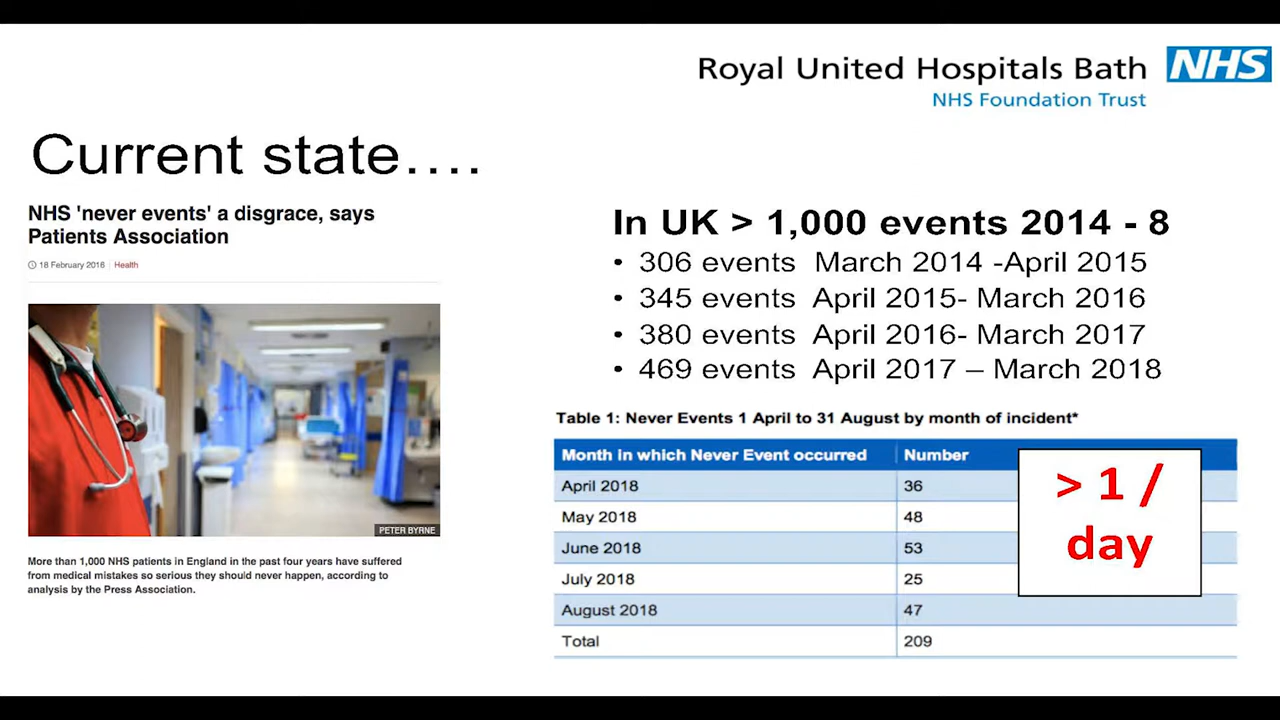 Royal United Hospitals Bath NHS
NHS Foundation Trust
Current state….
NHS 'never events' a disgrace, says
Patients Association
18 February 2016 Health
PETER BYRNE
More than 1,000 NHS patients in England in the past four years have suffered
from medical mistakes so serious they should never happen, according to
analysis by the Press Association.
In UK > 1,000 events 2014 - 8
• 306 events March 2014 -April 2015
• 345 events April 2015- March 2016
• 380 events April 2016- March 2017
• 469 events April 2017 – March 2018
Table 1: Never Events 1 April to 31 August by month of incident*
Month in which Never Event occurred Number
April 2018 36
May 2018 48
June 2018 53
July 2018 25
August 2018 47
Total 209
> 1 /
day